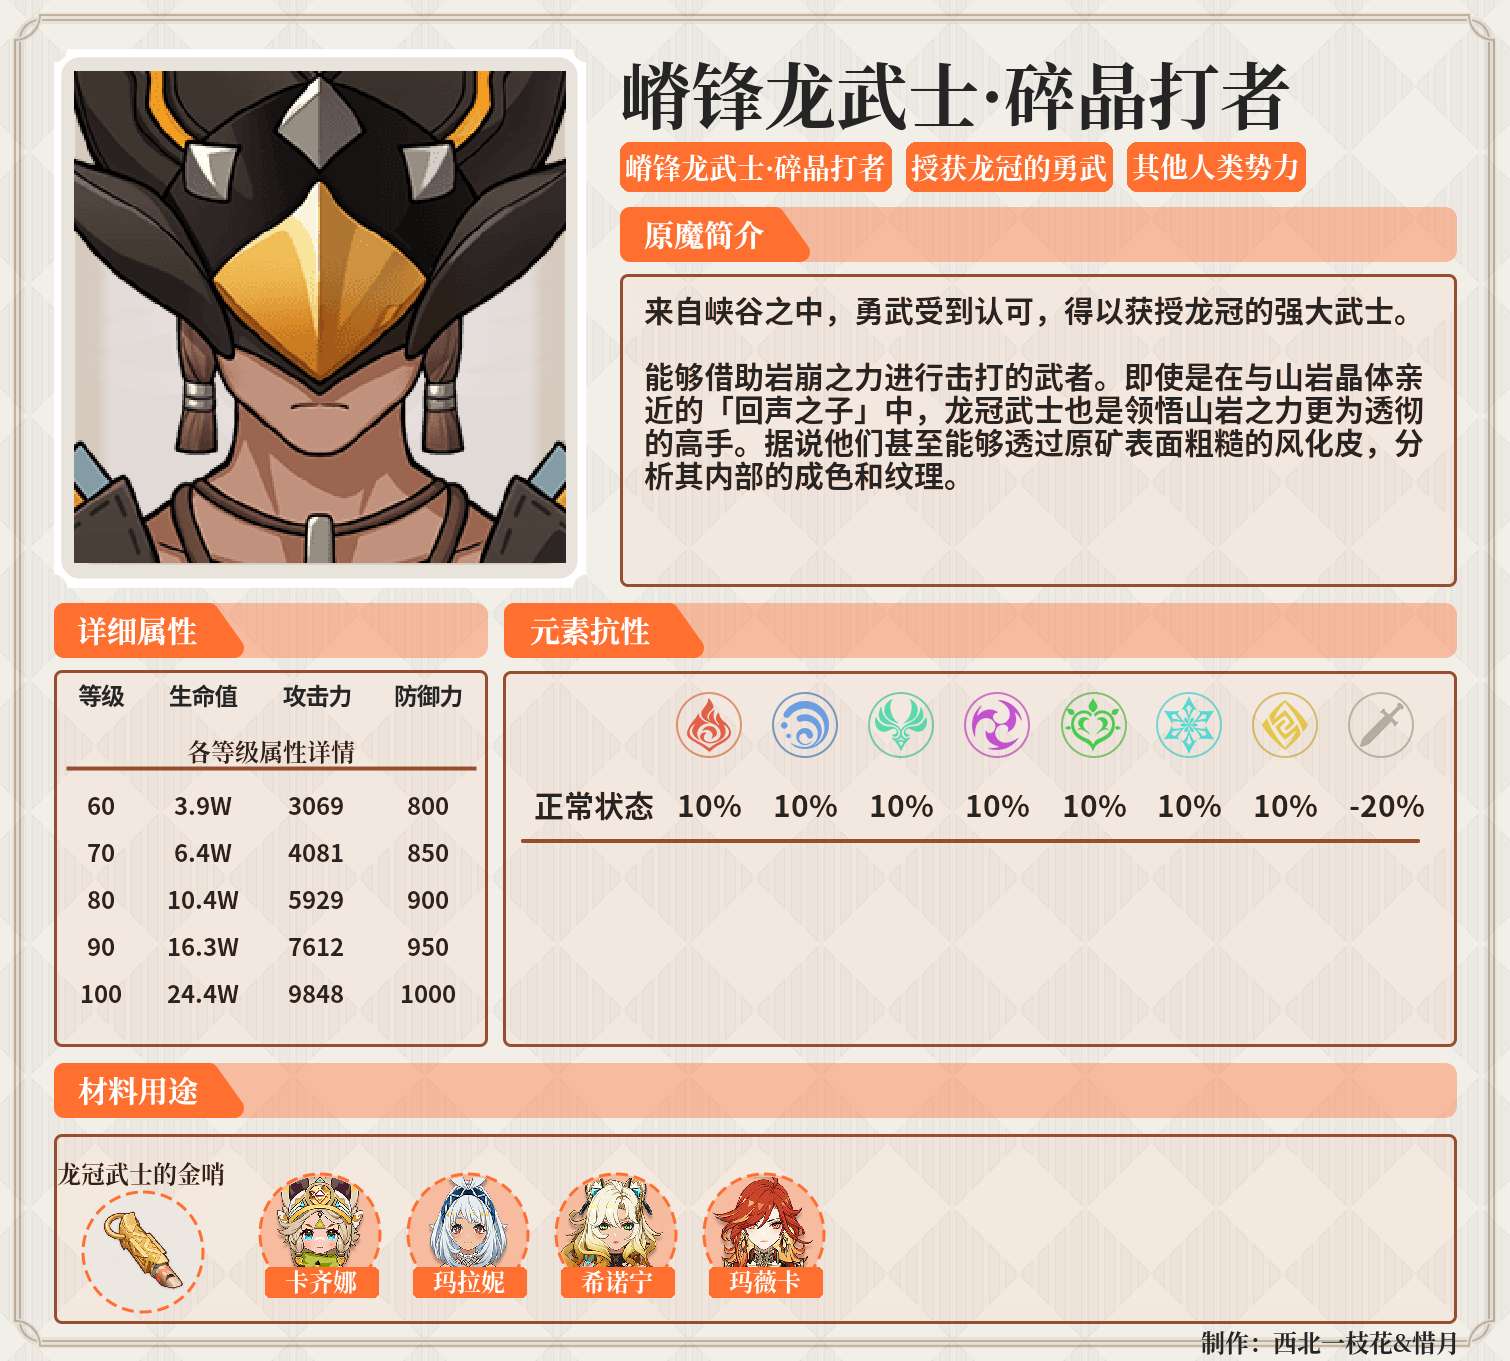 嵴锋龙武士·碎晶打者
嵴锋龙武士·碎晶打者 授获龙冠的勇武 其他人类势力
原魔简介
来自峡谷之中，勇武受到认可，得以获授龙冠的强大武士。
能够借助岩崩之力进行击打的武者。即使是在与山岩晶体亲
近的「回声之子」中，龙冠武士也是领悟山岩之力更为透彻
的高手。据说他们甚至能够透过原矿表面粗糙的风化皮，分
析其内部的成色和纹理。
详细属性
等级 生命值 攻击力 防御力
各等级属性详情
60 3.9W 3069 800
70 6.4W 4081 850
80 10.4W 5929 900
90 16.3W 7612 950
100 24.4W 9848 1000
元素抗性
正常状态 10% 10% 10% 10% 10% 10% 10% -20%
材料用途
龙冠武士的金哨
卡齐娜 玛拉妮 希诺宁 玛薇卡
制作：西北一枝花&惜月